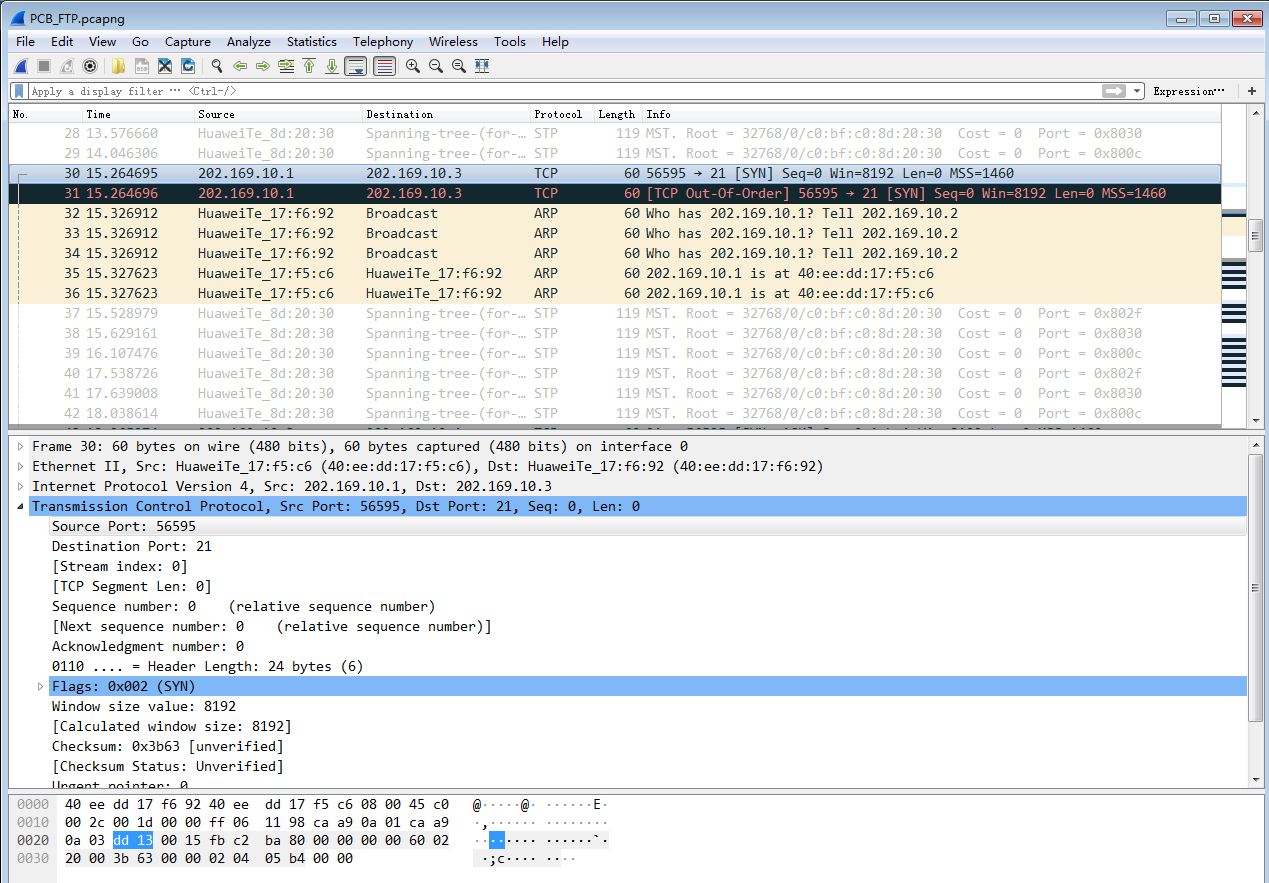 PCB_FTP.pcapng
File Edit View Go Capture Analyze Statistics Telephony Wireless Tools Help
Apply a display filter ··· <Ctrl-/> Expression···  +
No. Time Source Destination Protocol Length Info
28 13.576660 HuaweiTe_8d:20:30 Spanning-tree-(for-… STP 119 MST. Root = 32768/0/c0:bf:c0:8d:20:30 Cost = 0 Port = 0x8030
29 14.046306 HuaweiTe_8d:20:30 Spanning-tree-(for-… STP 119 MST. Root = 32768/0/c0:bf:c0:8d:20:30 Cost = 0 Port = 0x800c
30 15.264695 202.169.10.1 202.169.10.3 TCP 60 56595 → 21 [SYN] Seq=0 Win=8192 Len=0 MSS=1460
31 15.264696 202.169.10.1 202.169.10.3 TCP 60 [TCP Out-Of-Order] 56595 → 21 [SYN] Seq=0 Win=8192 Len=0 MSS=1460
32 15.326912 HuaweiTe_17:f6:92 Broadcast ARP 60 Who has 202.169.10.1? Tell 202.169.10.2
33 15.326912 HuaweiTe_17:f6:92 Broadcast ARP 60 Who has 202.169.10.1? Tell 202.169.10.2
34 15.326912 HuaweiTe_17:f6:92 Broadcast ARP 60 Who has 202.169.10.1? Tell 202.169.10.2
35 15.327623 HuaweiTe_17:f5:c6 HuaweiTe_17:f6:92 ARP 60 202.169.10.1 is at 40:ee:dd:17:f5:c6
36 15.327623 HuaweiTe_17:f5:c6 HuaweiTe_17:f6:92 ARP 60 202.169.10.1 is at 40:ee:dd:17:f5:c6
37 15.528979 HuaweiTe_8d:20:30 Spanning-tree-(for-… STP 119 MST. Root = 32768/0/c0:bf:c0:8d:20:30 Cost = 0 Port = 0x802f
38 15.629161 HuaweiTe_8d:20:30 Spanning-tree-(for-… STP 119 MST. Root = 32768/0/c0:bf:c0:8d:20:30 Cost = 0 Port = 0x8030
39 16.107476 HuaweiTe_8d:20:30 Spanning-tree-(for-… STP 119 MST. Root = 32768/0/c0:bf:c0:8d:20:30 Cost = 0 Port = 0x800c
40 17.538726 HuaweiTe_8d:20:30 Spanning-tree-(for-… STP 119 MST. Root = 32768/0/c0:bf:c0:8d:20:30 Cost = 0 Port = 0x802f
41 17.639008 HuaweiTe_8d:20:30 Spanning-tree-(for-… STP 119 MST. Root = 32768/0/c0:bf:c0:8d:20:30 Cost = 0 Port = 0x8030
42 18.038614 HuaweiTe_8d:20:30 Spanning-tree-(for-… STP 119 MST. Root = 32768/0/c0:bf:c0:8d:20:30 Cost = 0 Port = 0x800c
Frame 30: 60 bytes on wire (480 bits), 60 bytes captured (480 bits) on interface 0
Ethernet II, Src: HuaweiTe_17:f5:c6 (40:ee:dd:17:f5:c6), Dst: HuaweiTe_17:f6:92 (40:ee:dd:17:f6:92)
Internet Protocol Version 4, Src: 202.169.10.1, Dst: 202.169.10.3
Transmission Control Protocol, Src Port: 56595, Dst Port: 21, Seq: 0, Len: 0
Source Port: 56595
Destination Port: 21
[Stream index: 0]
[TCP Segment Len: 0]
Sequence number: 0 (relative sequence number)
[Next sequence number: 0 (relative sequence number)]
Acknowledgment number: 0
0110 .... = Header Length: 24 bytes (6)
Flags: 0x002 (SYN)
Window size value: 8192
[Calculated window size: 8192]
Checksum: 0x3b63 [unverified]
[Checksum Status: Unverified]
Urgent pointer: 0
0000 40 ee dd 17 f6 92 40 ee dd 17 f5 c6 08 00 45 c0 @·····@· ······E·
0010 00 2c 00 1d 00 00 ff 06 11 98 ca a9 0a 01 ca a9 ·,······ ········
0020 0a 03 dd 13 00 15 fb c2 ba 80 00 00 00 00 60 02 ········ ······`·
0030 20 00 3b 63 00 00 02 04 05 b4 00 00 ·;c···· ····